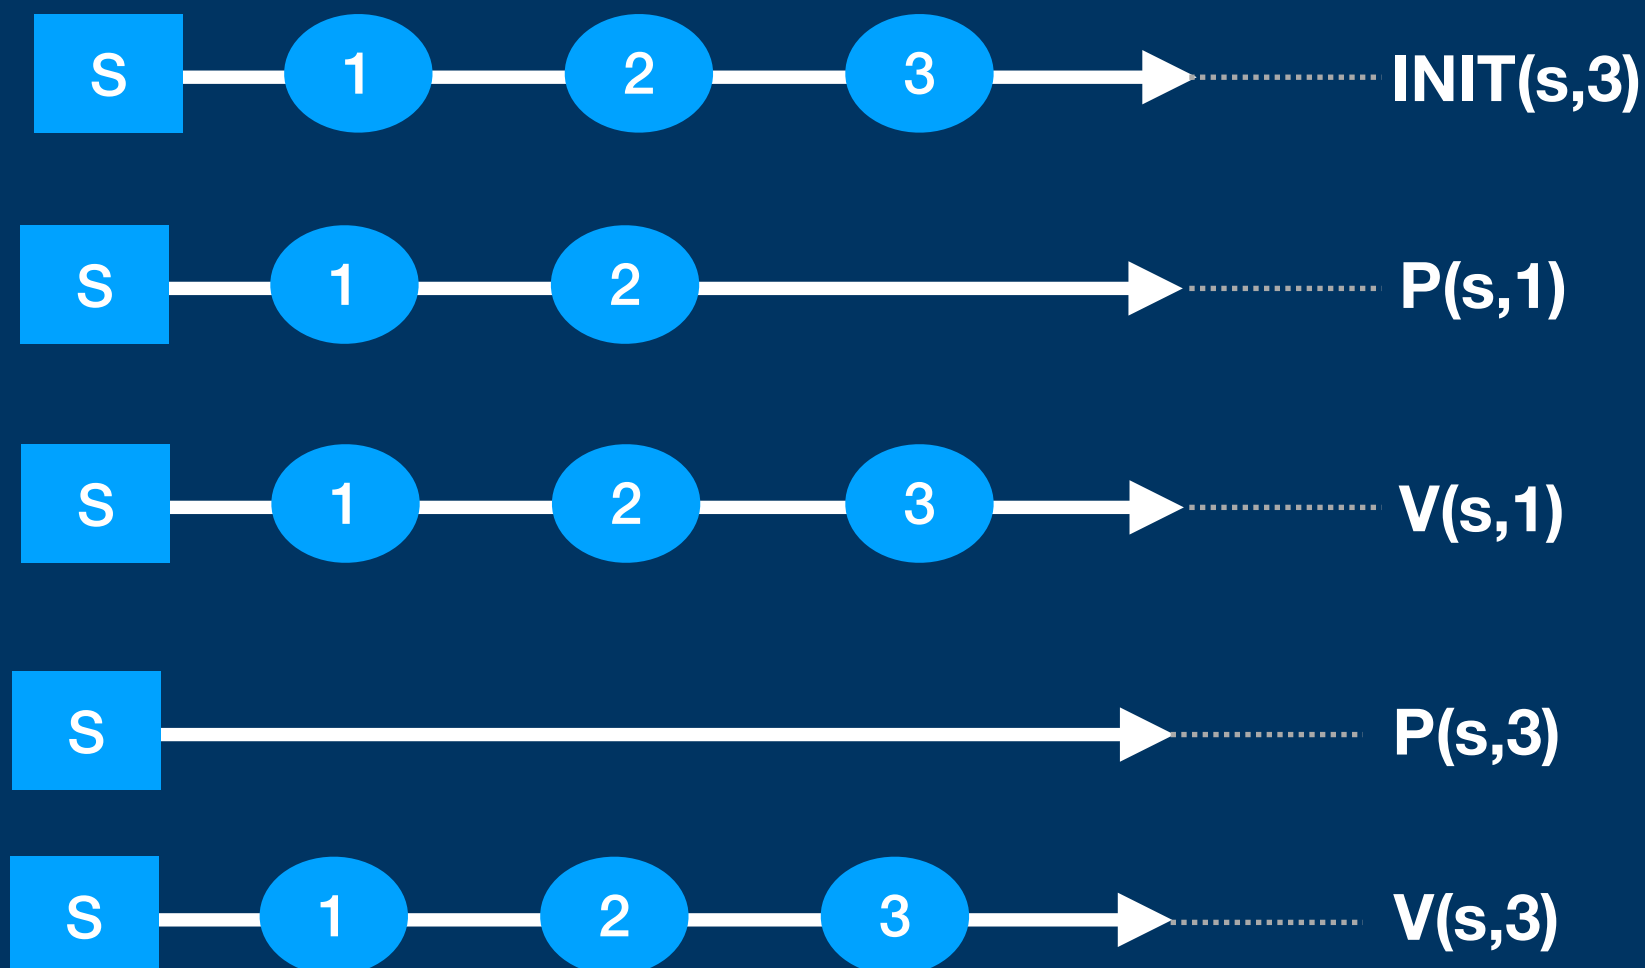 S 1 2 3 INIT(s,3)
S 1 2 P(s,1)
S 1 2 3 V(s,1)
S P(s,3)
S 1 2 3 V(s,3)